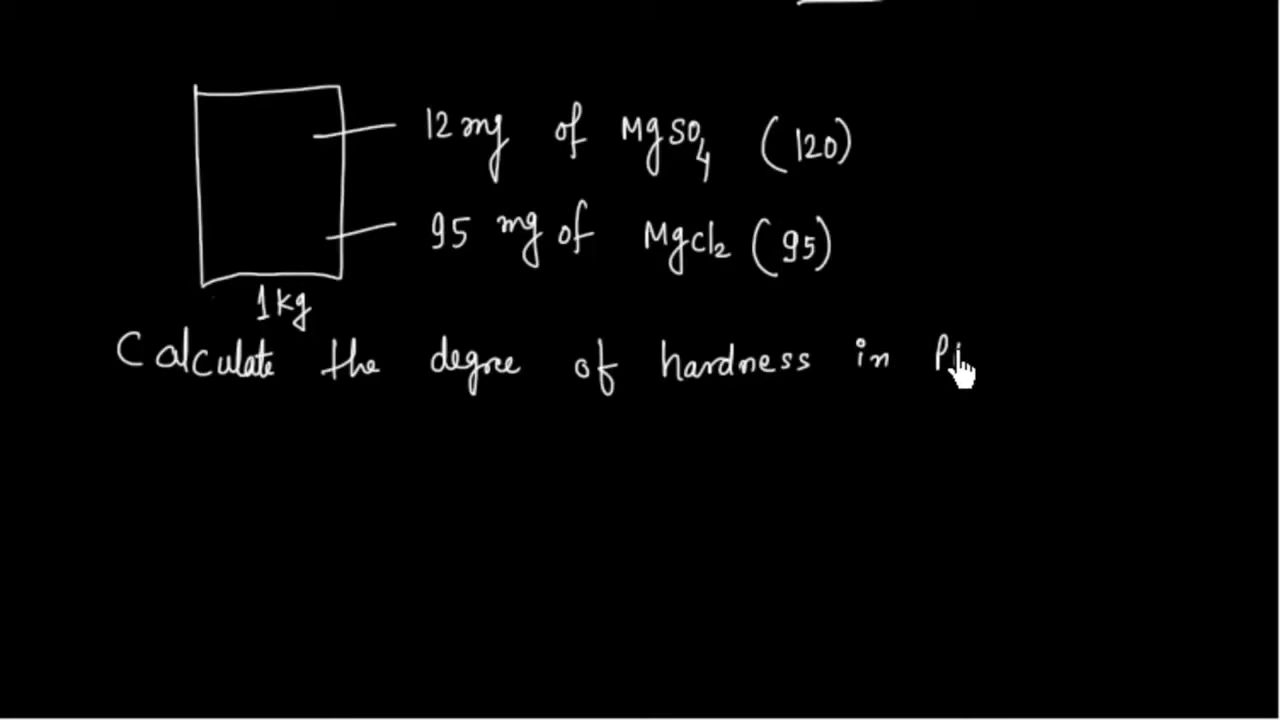 12 mg of MgSO₄ (120)
95 mg of MgCl₂ (95)
1 kg
Calculate the degree of hardness in